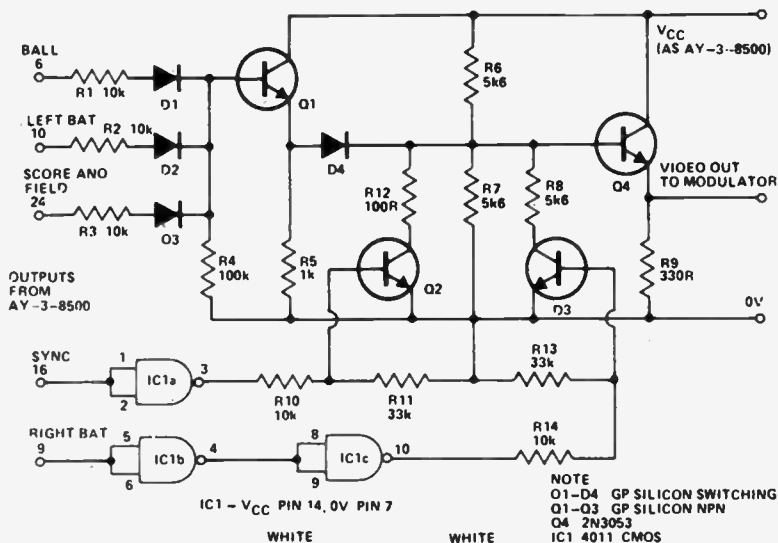 BALL
6
R1 10k
D1
LEFT BAT
10
R2 10k
D2
SCORE ANO
FIELD
24
R3 10k
O3
R4
100k
Q1
R5
1k
D4
R6
5k6
R12
100R
R7
5k6
R8
5k6
Q2
D3
Q4
VCC
(AS AY-3-8500)
VIDEO OUT
TO MODULATOR
R9
330R
0V
OUTPUTS
FROM
AY-3-8500
SYNC
16
1
2
IC1a
3
R10
10k
R11
33k
R13
33k
RIGHT BAT
9
5
6
IC1b
4
8
9
IC1c
10
R14
10k
IC1 – VCC PIN 14, 0V PIN 7
NOTE
O1–D4 GP SILICON SWITCHING
Q1–Q3 GP SILICON NPN
Q4 2N3053
IC1 4011 CMOS
WHITE
WHITE